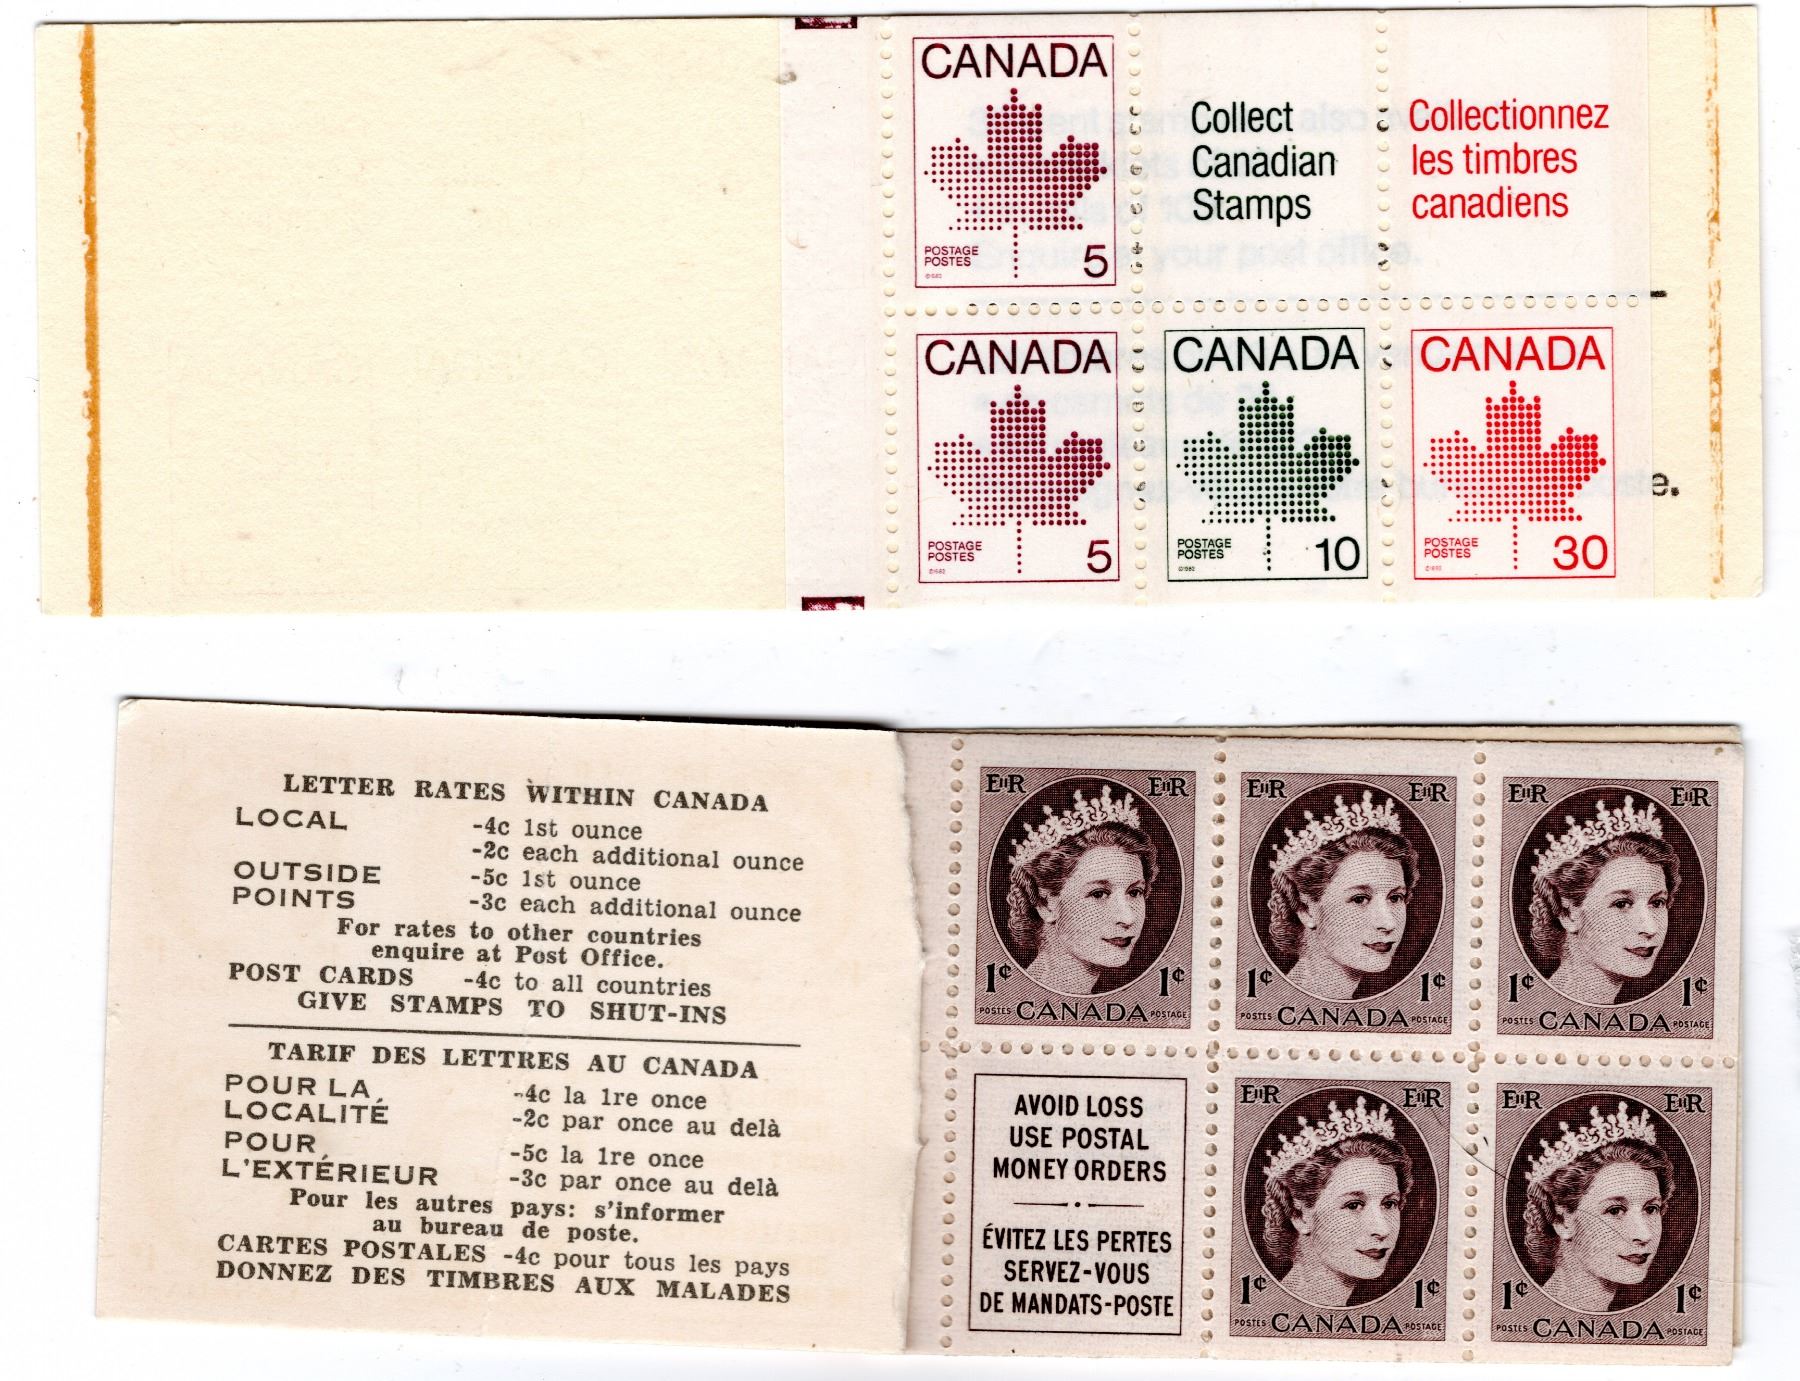 CANADA
POSTAGE
POSTES
5
Collect
Canadian
Stamps
Collectionnez
les timbres
canadiens
CANADA
POSTAGE
POSTES
5
CANADA
POSTAGE
POSTES
10
CANADA
POSTAGE
POSTES
30
e.
LETTER RATES WITHIN CANADA
LOCAL -4c 1st ounce
-2c each additional ounce
OUTSIDE -5c 1st ounce
POINTS -3c each additional ounce
For rates to other countries
enquire at Post Office.
POST CARDS -4c to all countries
GIVE STAMPS TO SHUT-INS
TARIF DES LETTRES AU CANADA
POUR LA -4c la 1re once
LOCALITÉ -2c par once au delà
POUR -5c la 1re once
L'EXTÉRIEUR -3c par once au delà
Pour les autres pays: s'informer
au bureau de poste.
CARTES POSTALES -4c pour tous les pays
DONNEZ DES TIMBRES AUX MALADES
EIIR EIIR
1¢ 1¢
POSTES CANADA POSTAGE
EIIR EIIR
1¢ 1¢
POSTES CANADA POSTAGE
EIIR EIIR
1¢ 1¢
POSTES CANADA POSTAGE
AVOID LOSS
USE POSTAL
MONEY ORDERS
ÉVITEZ LES PERTES
SERVEZ-VOUS
DE MANDATS-POSTE
EIIR EIIR
1¢ 1¢
POSTES CANADA POSTAGE
EIIR EIIR
1¢ 1¢
POSTES CANADA POSTAGE